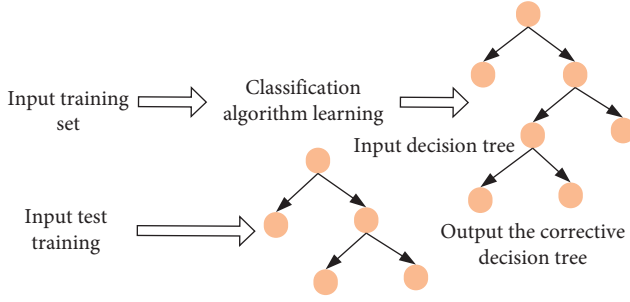 Input training
set
Classification
algorithm learning
Input decision tree
Input test
training
Output the corrective
decision tree